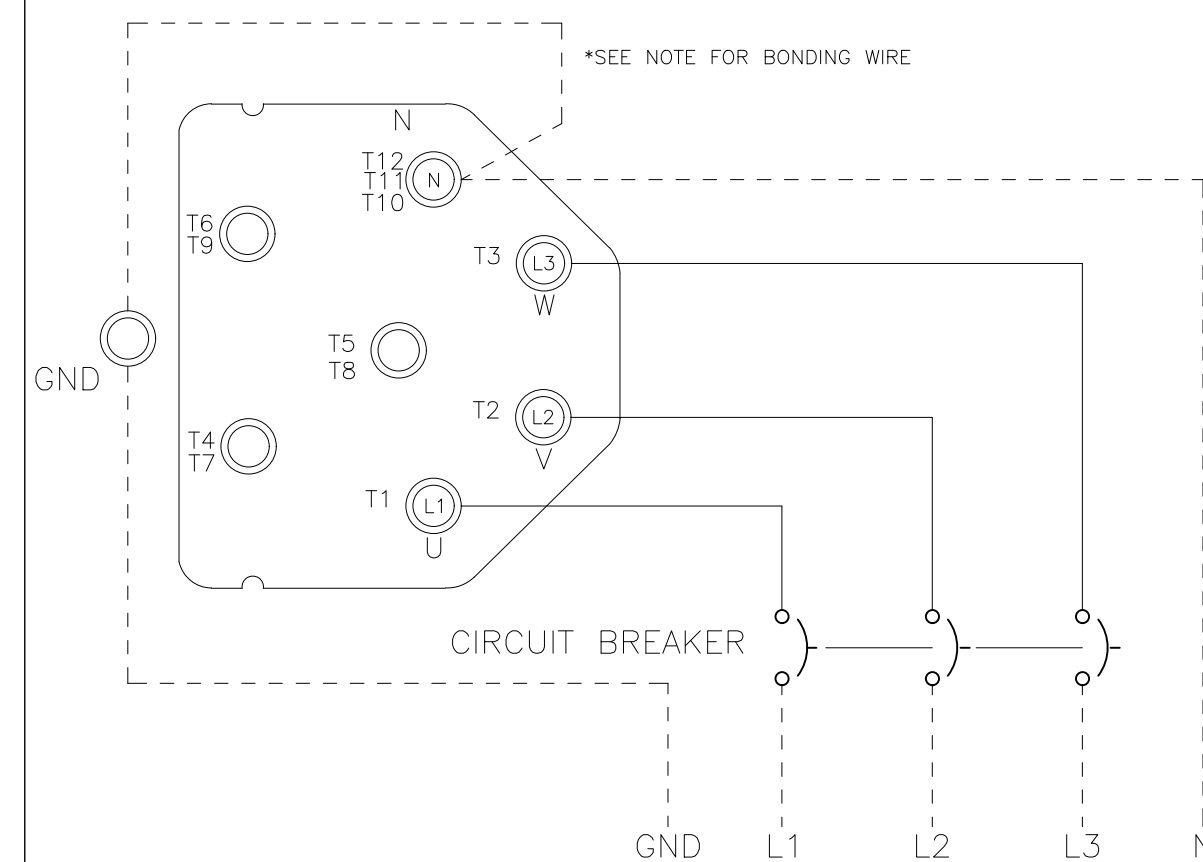 *SEE NOTE FOR BONDING WIRE
N
T12
T11
T10
N
T6
T9
T3
L3
W
T5
T8
GND
T2
L2
V
T4
T7
T1
L1
U
CIRCUIT BREAKER
GND L1 L2 L3